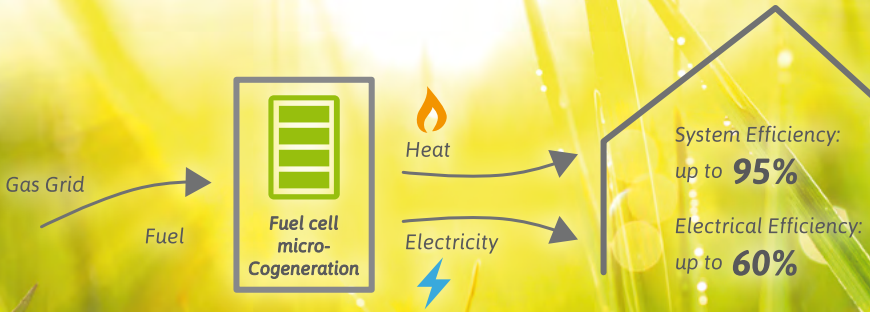 Gas Grid
Fuel
Fuel cell
micro-
Cogeneration
Heat
Electricity
System Efficiency:
up to 95%
Electrical Efficiency:
up to 60%